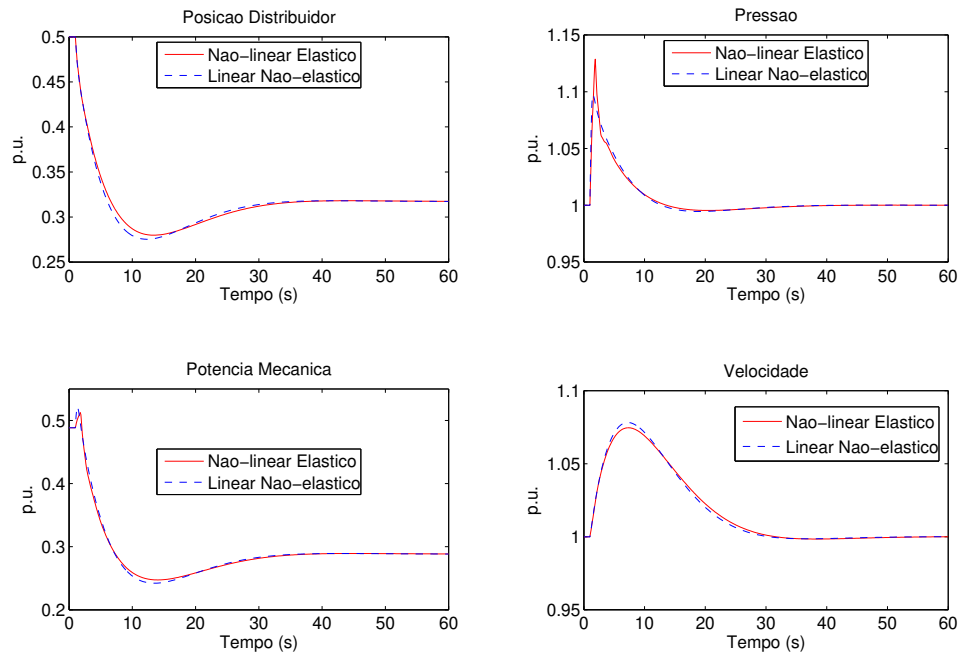 Posicao Distribuidor
0.5
0.45
0.4
0.35
0.3
0.25
p.u.
Nao-linear Elastico
Linear Nao-elastico
0 10 20 30 40 50 60
Tempo (s)
Pressao
1.15
1.1
1.05
1
0.95
p.u.
Nao-linear Elastico
Linear Nao-elastico
0 10 20 30 40 50 60
Tempo (s)
Potencia Mecanica
0.5
0.4
0.3
0.2
p.u.
Nao-linear Elastico
Linear Nao-elastico
0 10 20 30 40 50 60
Tempo (s)
Velocidade
1.1
1.05
1
0.95
p.u.
Nao-linear Elastico
Linear Nao-elastico
0 10 20 30 40 50 60
Tempo (s)